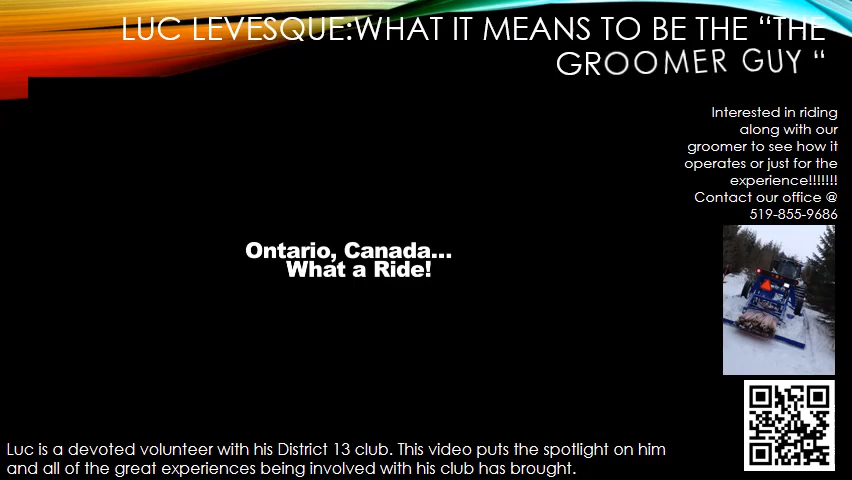 LUC LEVESQUE:WHAT IT MEANS TO BE THE “THE
GROOMER GUY “
Interested in riding
along with our
groomer to see how it
operates or just for the
experience!!!!!!!
Contact our office @
519-855-9686
Ontario, Canada...
What a Ride!
Luc is a devoted volunteer with his District 13 club. This video puts the spotlight on him
and all of the great experiences being involved with his club has brought.